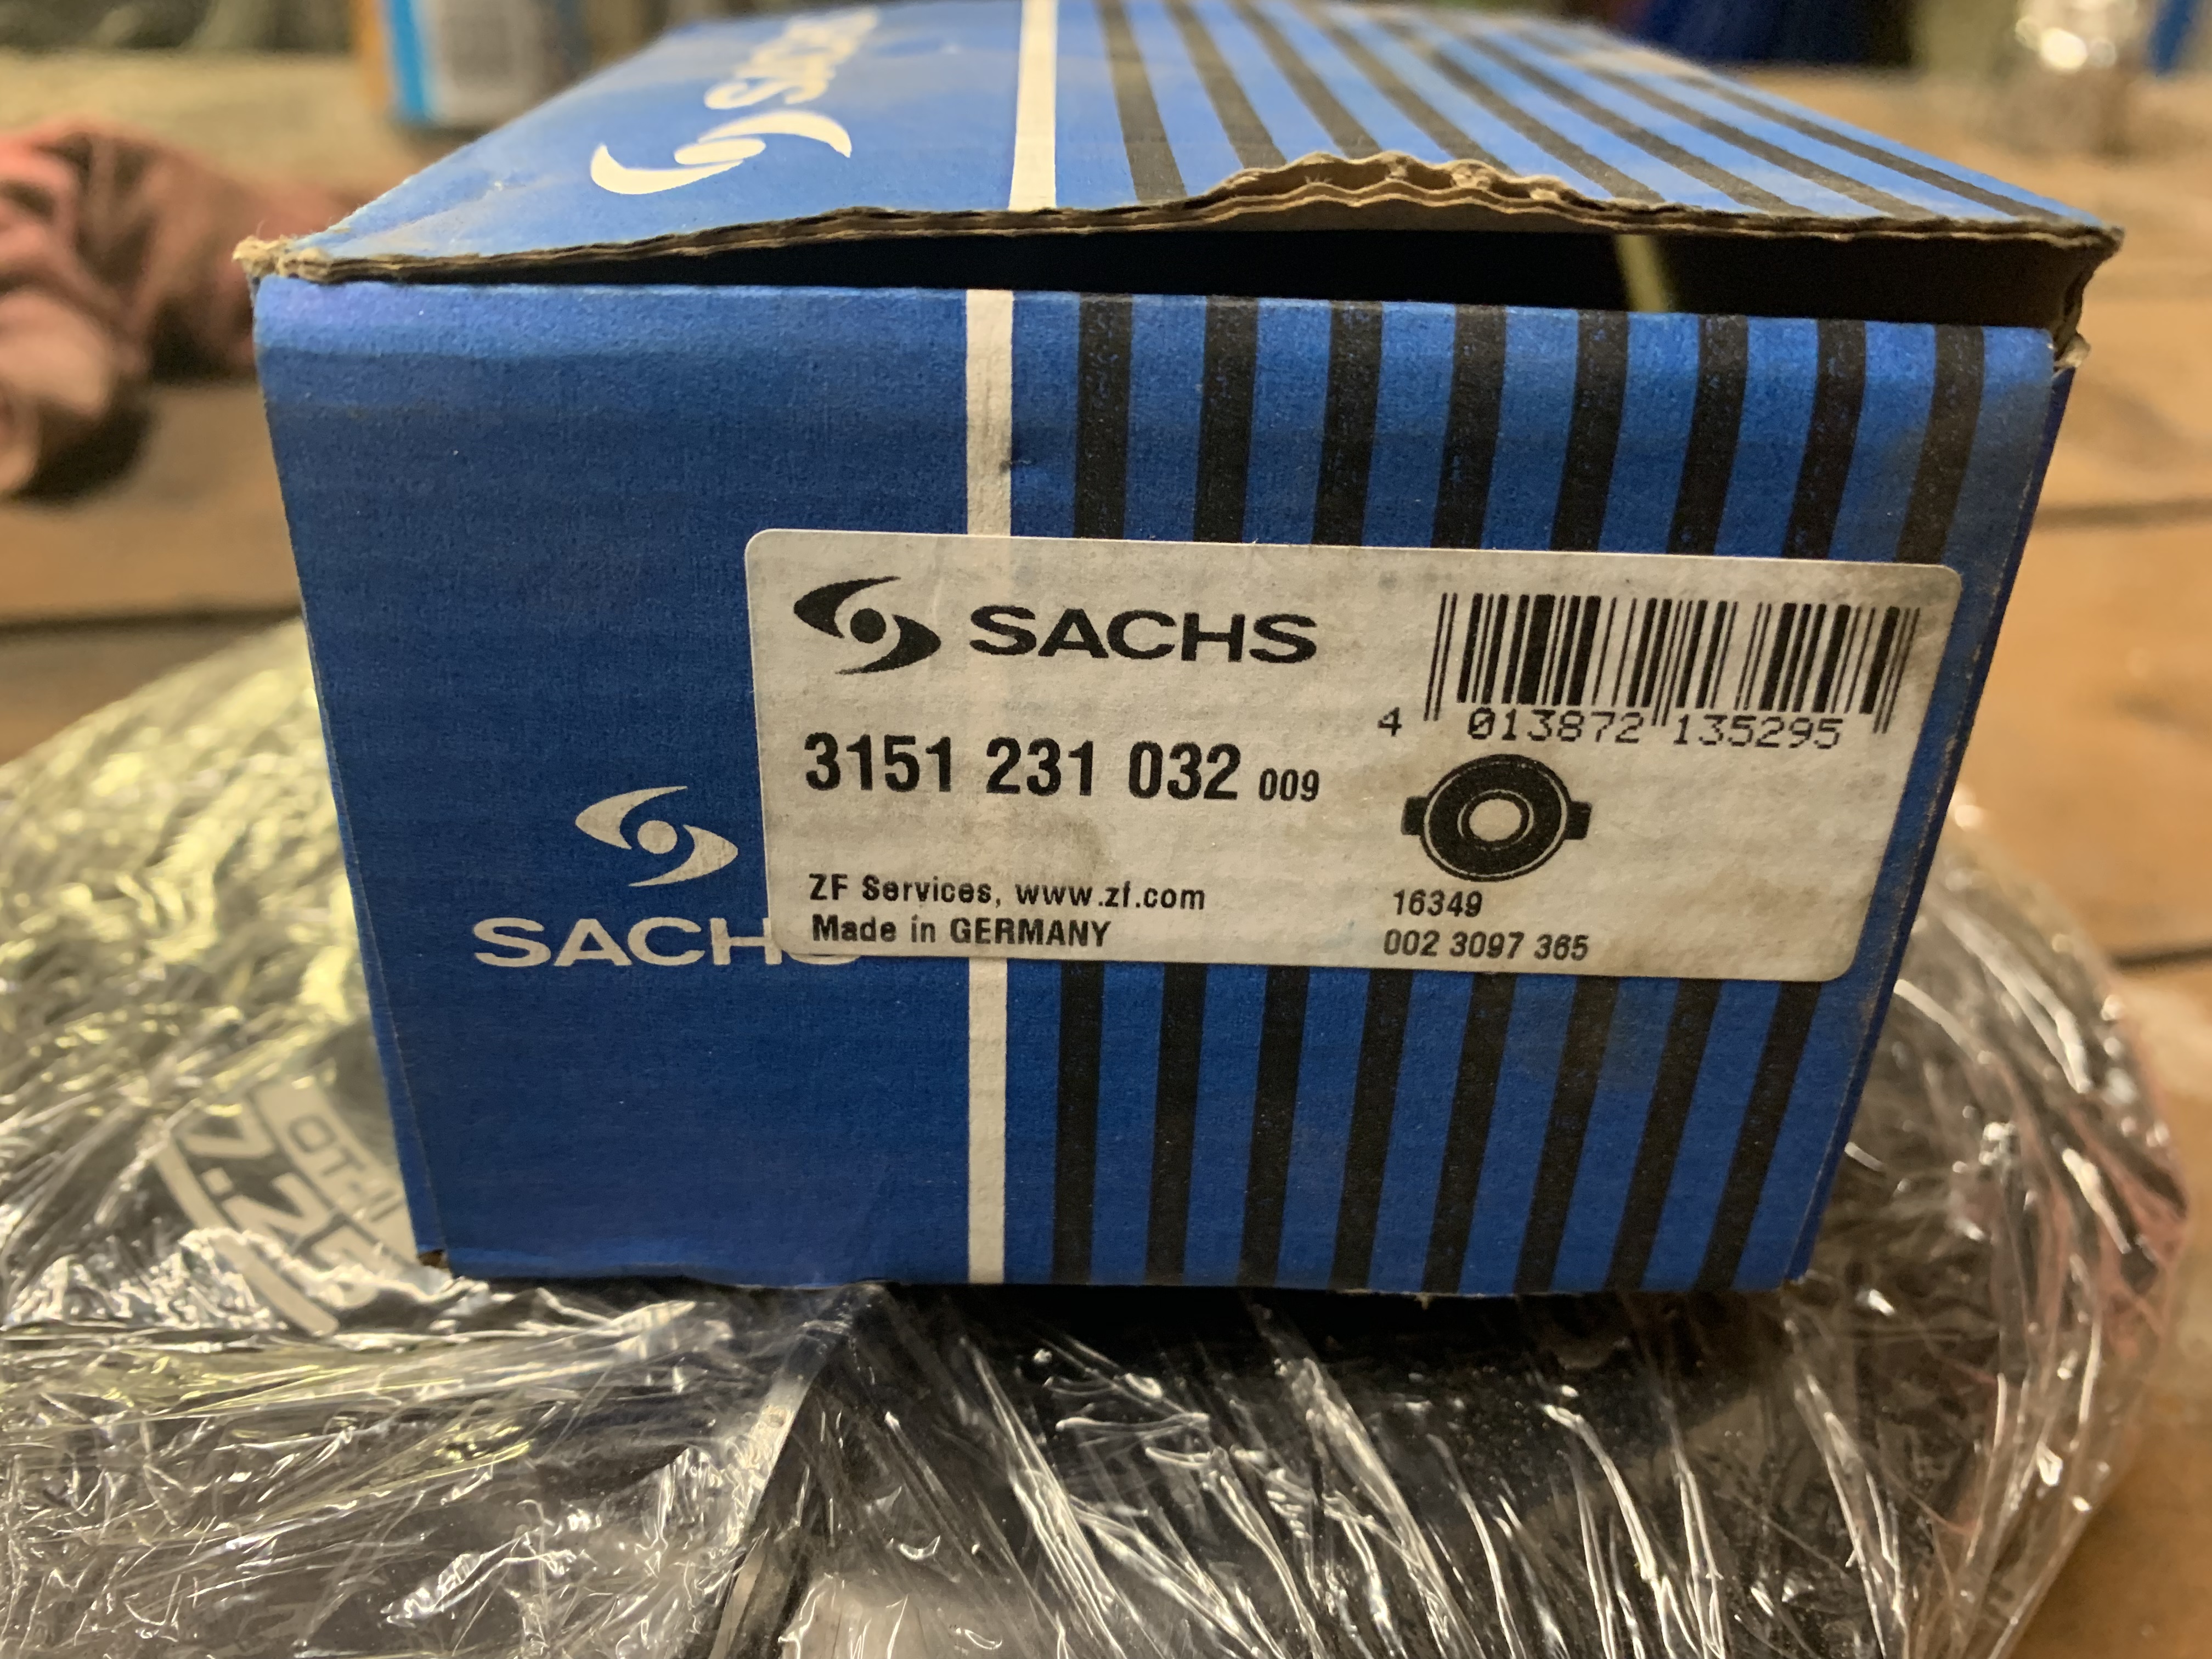 SACHS
SACHS
4 013872 135295
3151 231 032 009
ZF Services, www.zf.com
Made in GERMANY
16349
002 3097 365
SACHS